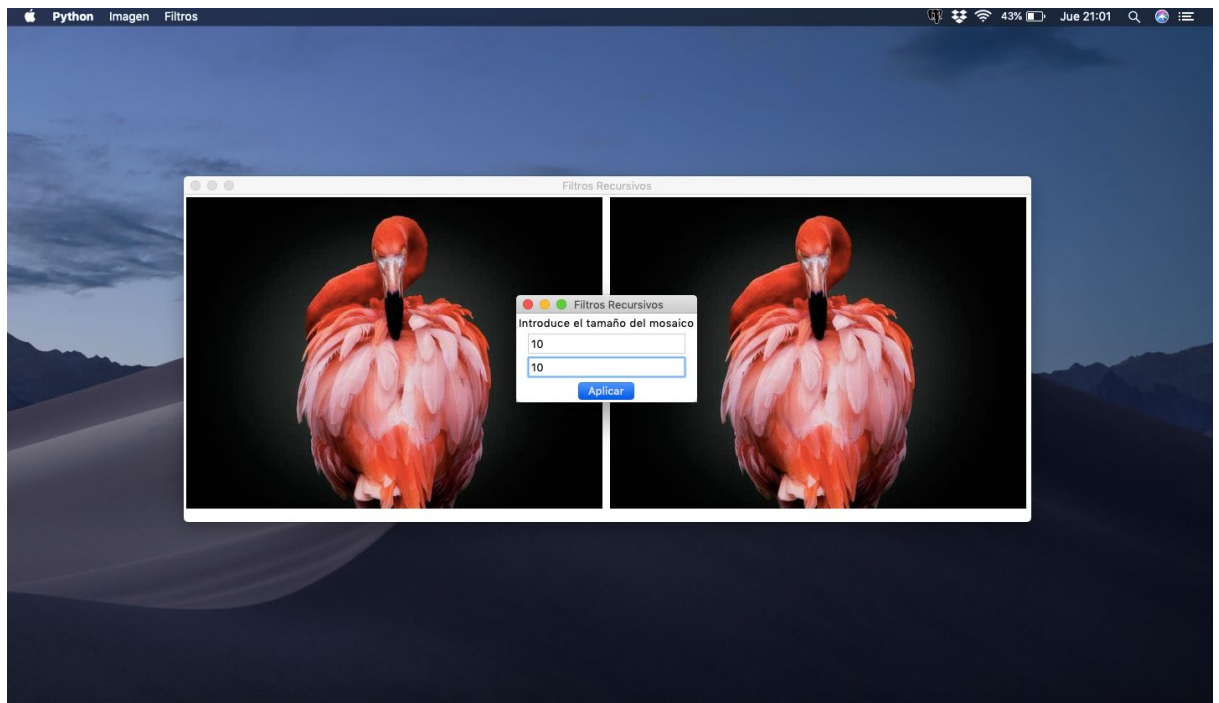 Python Imagen Filtros 43% Jue 21:01
Filtros Recursivos
Filtros Recursivos
Introduce el tamaño del mosaico
10
10
Aplicar